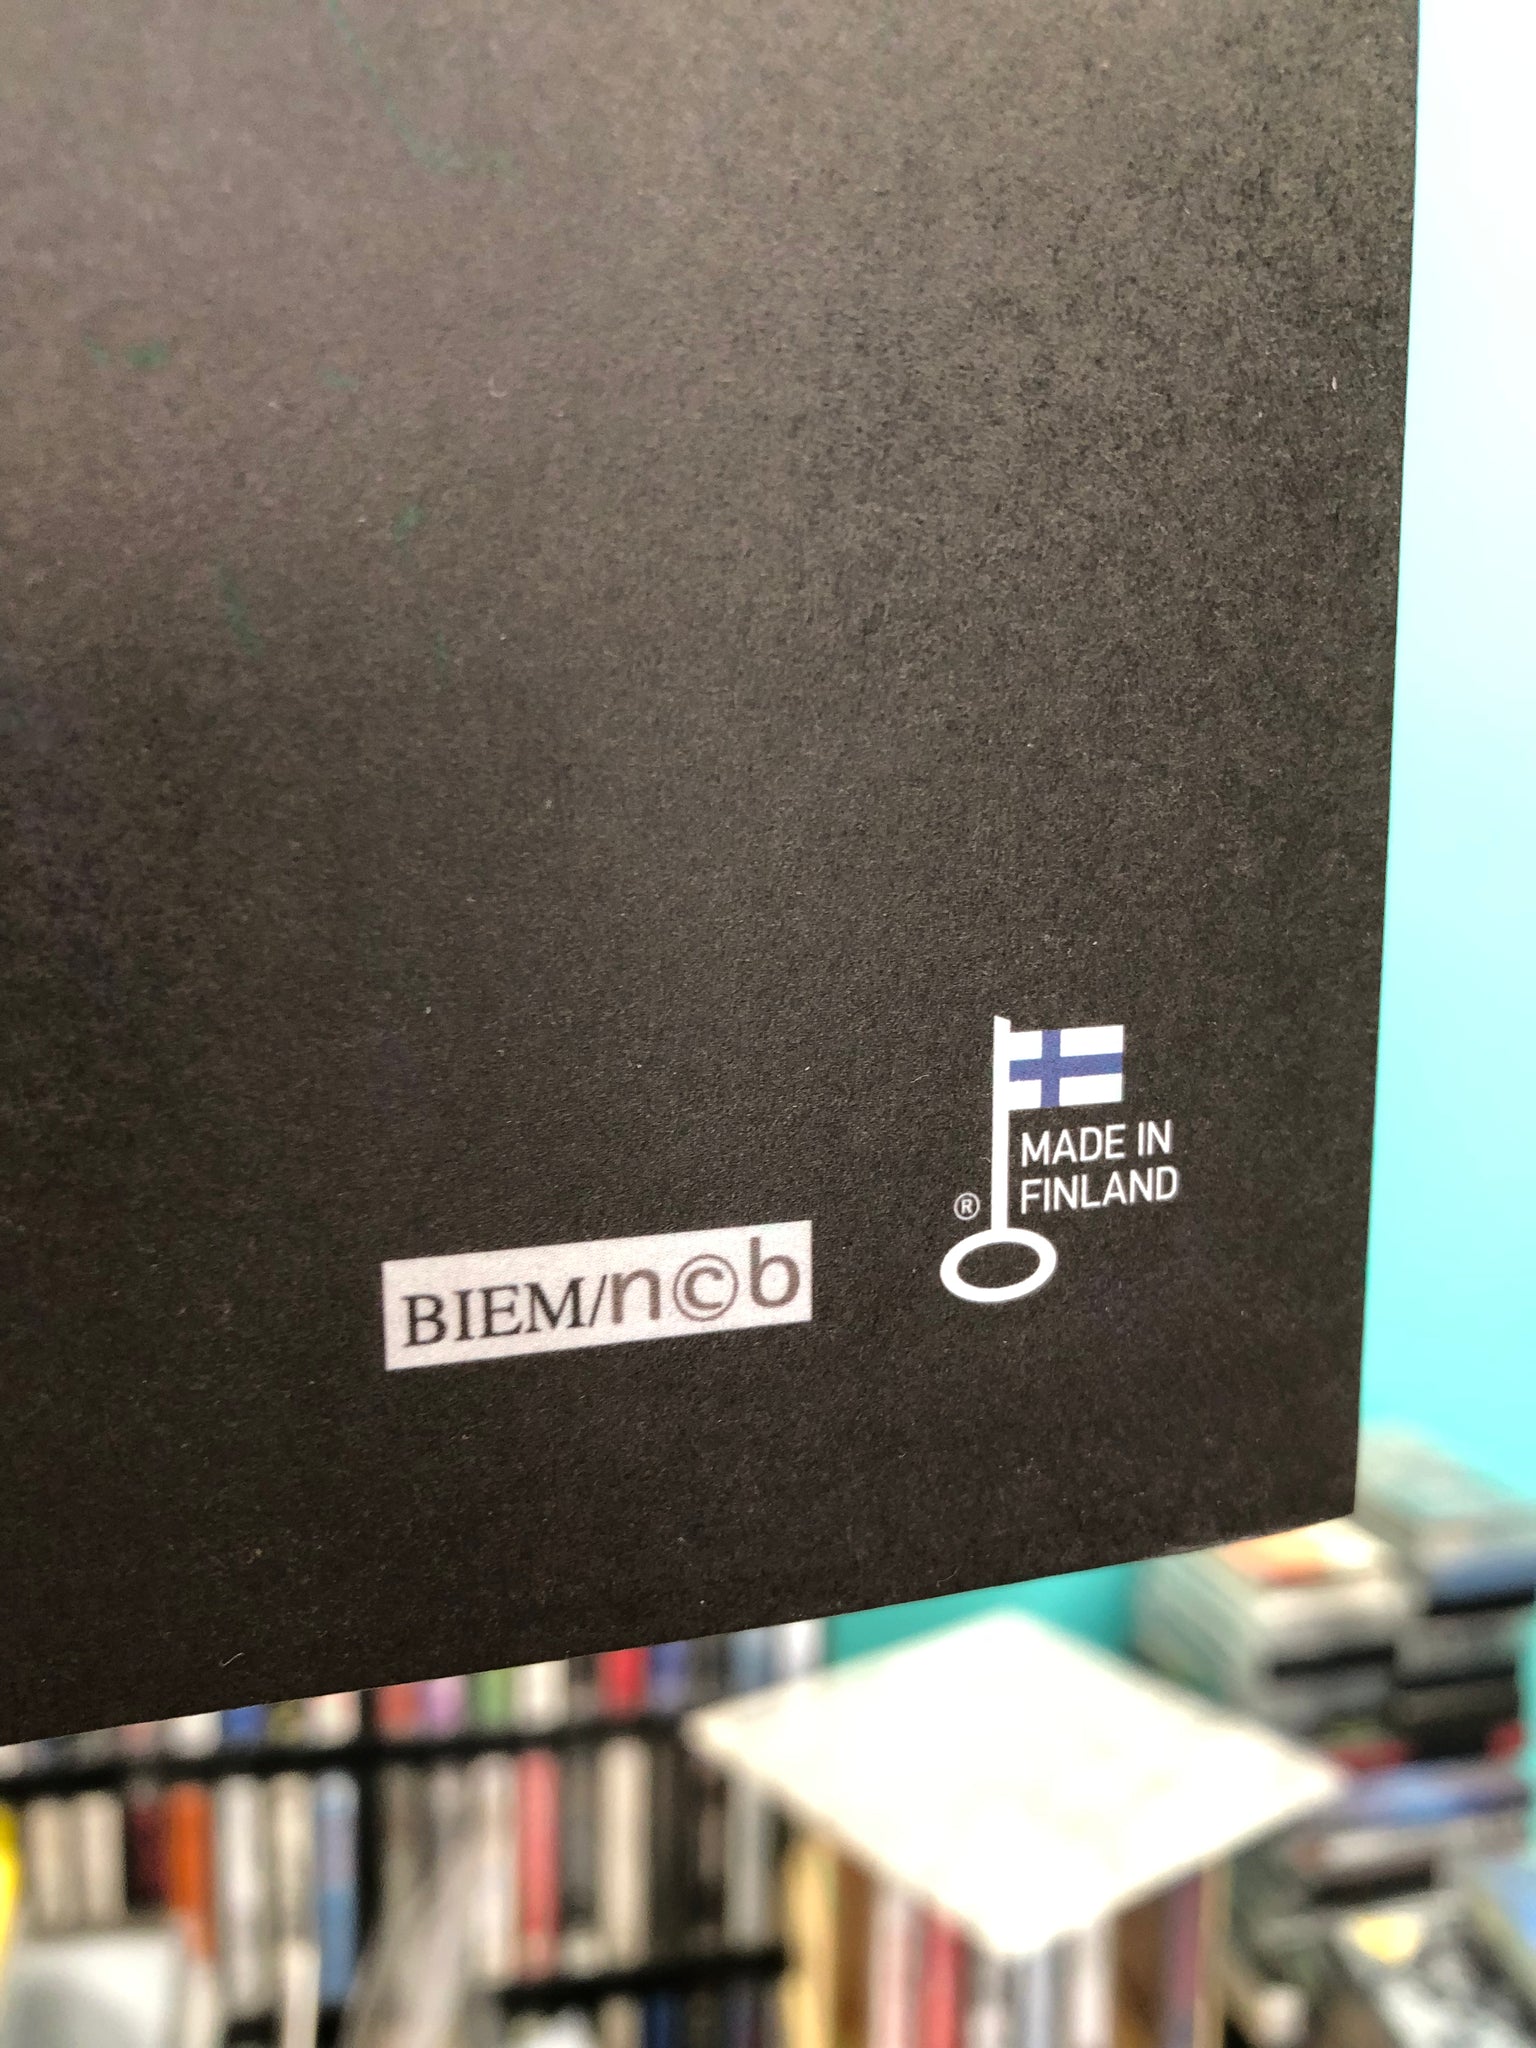 MADE IN
FINLAND
®
BIEM/n©b